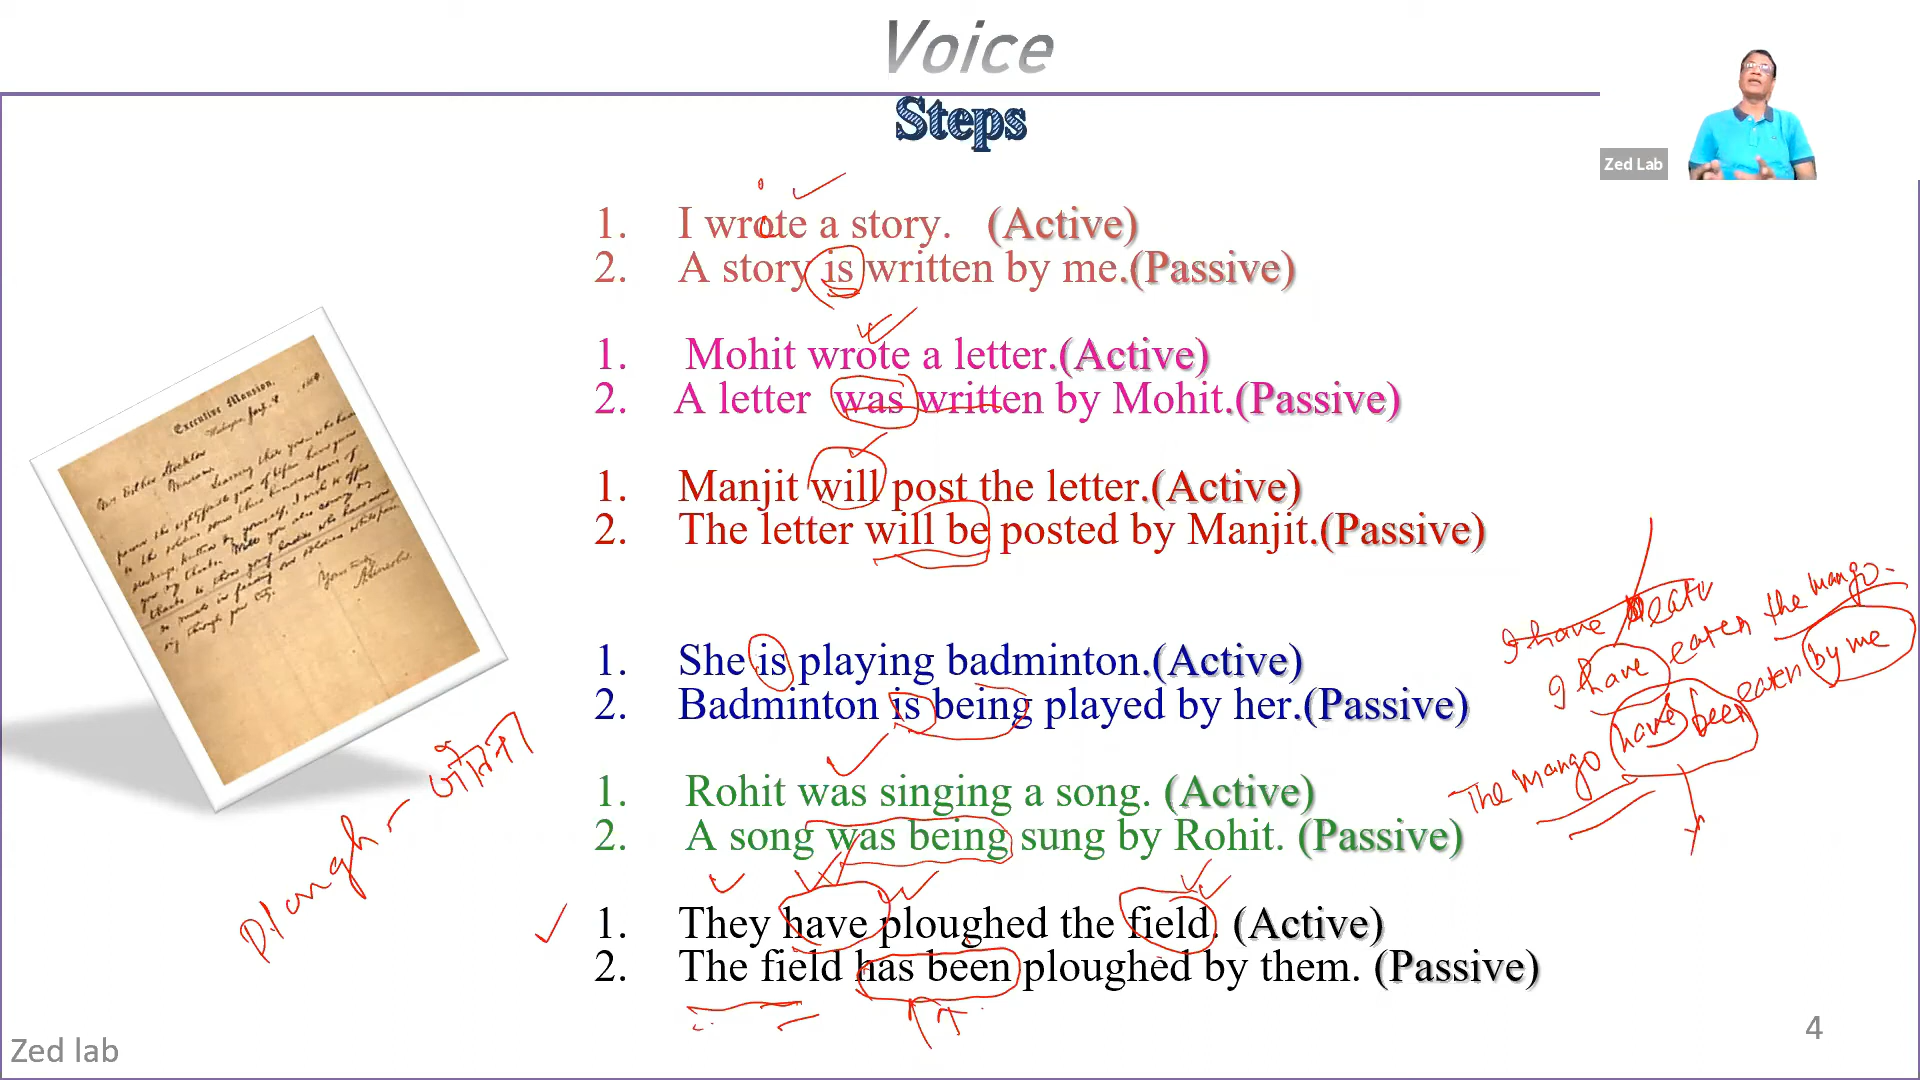 Voice
Steps
Zed Lab
1. I wrote a story. (Active)
2. A story is written by me.(Passive)
1. Mohit wrote a letter.(Active)
2. A letter was written by Mohit.(Passive)
1. Manjit will post the letter.(Active)
2. The letter will be posted by Manjit.(Passive)
1. She is playing badminton.(Active)
2. Badminton is being played by her.(Passive)
1. Rohit was singing a song. (Active)
2. A song was being sung by Rohit. (Passive)
1. They have ploughed the field. (Active)
2. The field has been ploughed by them. (Passive)
I have
I have eaten the mango.
The mango have been eaten by me
Executive Mansion,
Zed lab
4